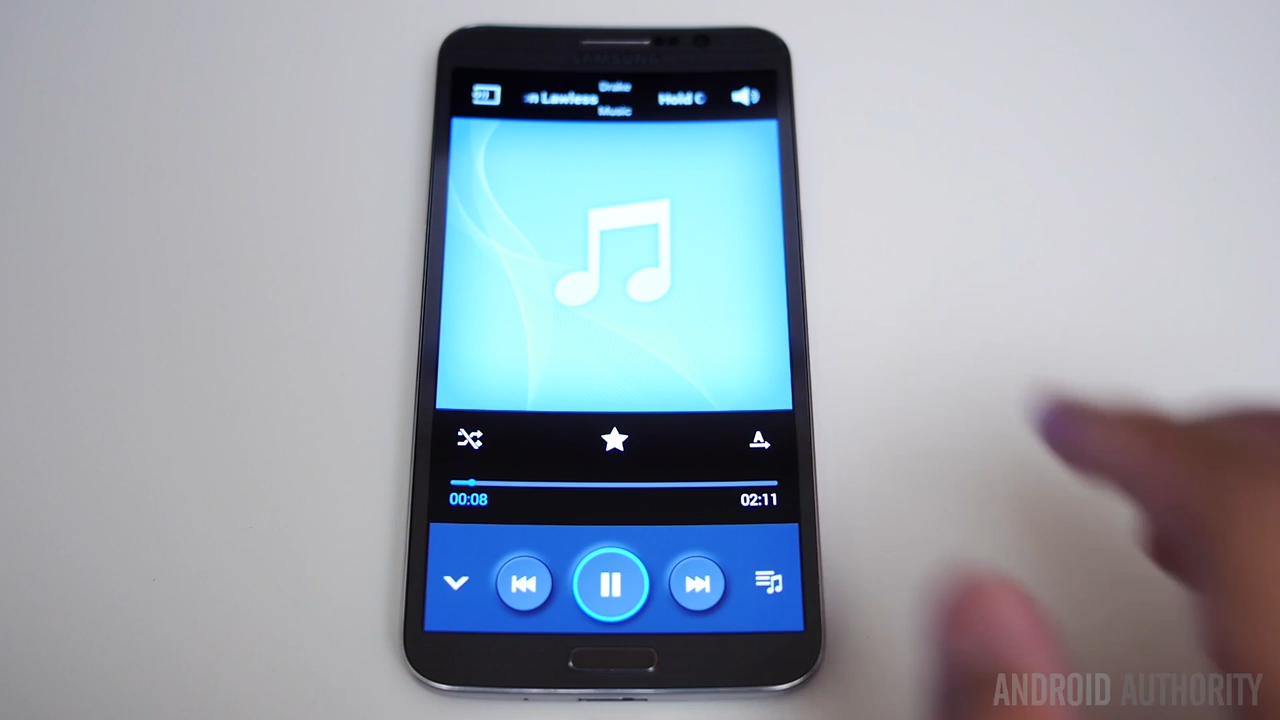 SAMSUNG
Drake
n Lawless Hold
Music
A
00:08 02:11
ANDROID AUTHORITY